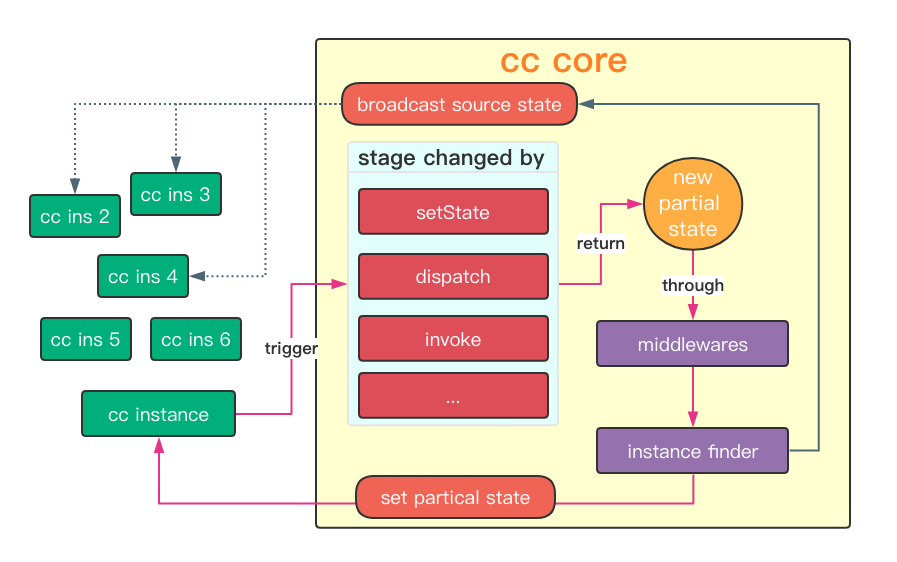 cc core
broadcast source state
stage changed by
setState
dispatch
invoke
...
return
new
partial
state
through
middlewares
instance finder
set partical state
trigger
cc ins 2
cc ins 3
cc ins 4
cc ins 5
cc ins 6
cc instance